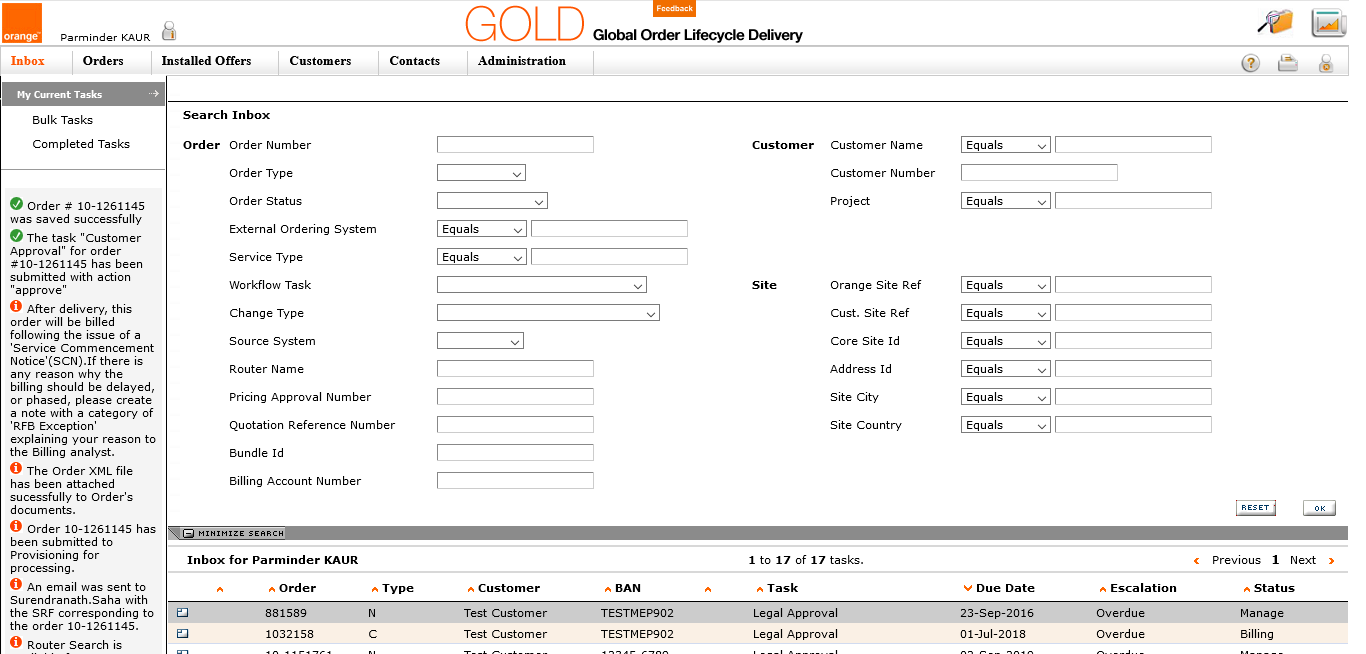 Feedback
orange™
Parminder KAUR
GOLD Global Order Lifecycle Delivery
Inbox Orders Installed Offers Customers Contacts Administration
My Current Tasks
Bulk Tasks
Completed Tasks
Order # 10-1261145
was saved successfully
The task "Customer
Approval" for order
#10-1261145 has been
submitted with action
"approve"
After delivery, this
order will be billed
following the issue of a
'Service Commencement
Notice'(SCN).If there is
any reason why the
billing should be delayed,
or phased, please create
a note with a category of
'RFB Exception'
explaining your reason to
the Billing analyst.
The Order XML file
has been attached
sucessfully to Order's
documents.
Order 10-1261145 has
been submitted to
Provisioning for
processing.
An email was sent to
Surendranath.Saha with
the SRF corresponding to
the order 10-1261145.
Router Search is
Search Inbox
Order Order Number
Order Type
Order Status
External Ordering System Equals
Service Type Equals
Workflow Task
Change Type
Source System
Router Name
Pricing Approval Number
Quotation Reference Number
Bundle Id
Billing Account Number
Customer Customer Name Equals
Customer Number
Project Equals
Site Orange Site Ref Equals
Cust. Site Ref Equals
Core Site Id Equals
Address Id Equals
Site City Equals
Site Country Equals
RESET OK
MINIMIZE SEARCH
Inbox for Parminder KAUR 1 to 17 of 17 tasks. Previous 1 Next
Order Type Customer BAN Task Due Date Escalation Status
881589 N Test Customer TESTMEP902 Legal Approval 23-Sep-2016 Overdue Manage
1032158 C Test Customer TESTMEP902 Legal Approval 01-Jul-2018 Overdue Billing